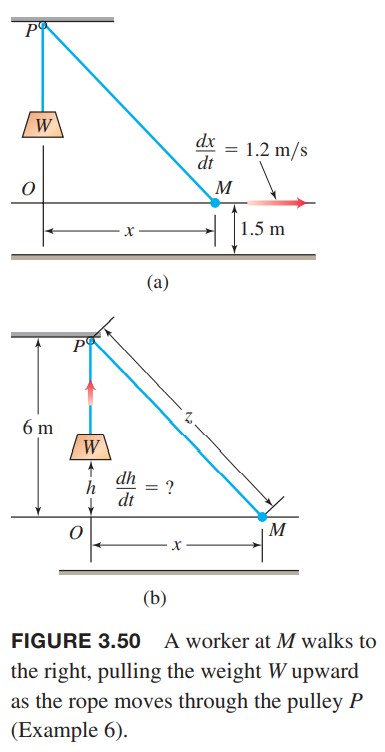 P
W
dx
dt
= 1.2 m/s
O
M
x
1.5 m
(a)
P
z
6 m
W
h
dh
dt
= ?
O
M
x
(b)
FIGURE 3.50 A worker at M walks to
the right, pulling the weight W upward
as the rope moves through the pulley P
(Example 6).